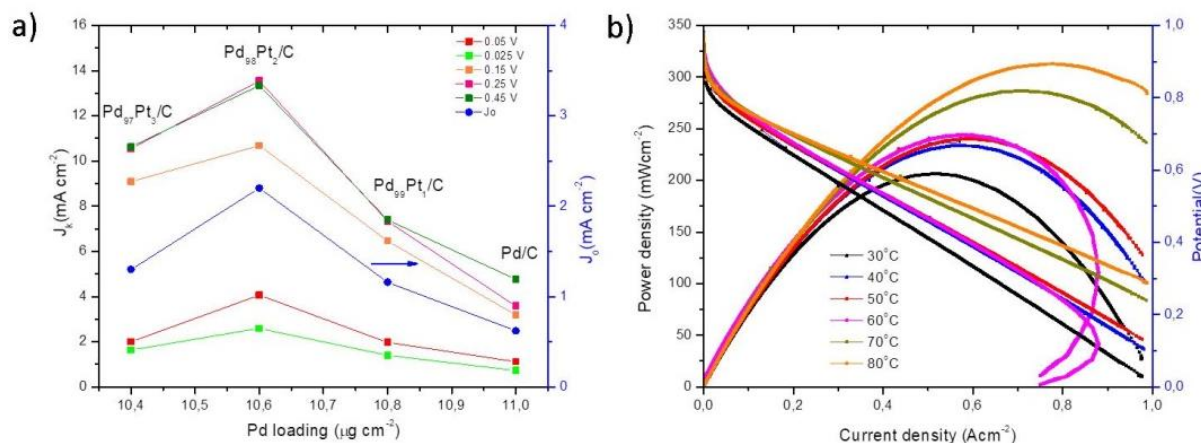 a)
16
14
12
10
8
6
4
2
0
J_k(mA cm⁻²)
Pd₉₇Pt₃/C
Pd₉₈Pt₂/C
Pd₉₉Pt₁/C
Pd/C
0.05 V
0.025 V
0.15 V
0.25 V
0.45 V
Jo
4
3
2
1
0
J₀(mA cm⁻²)
10,4 10,5 10,6 10,7 10,8 10,9 11,0
Pd loading (μg cm⁻²)
b)
350
300
250
200
150
100
50
0
Power density (mWcm⁻²)
30°C
40°C
50°C
60°C
70°C
80°C
1,0
0,8
0,6
0,4
0,2
0,0
Potential(V)
0,0 0,2 0,4 0,6 0,8 1,0
Current density (Acm⁻²)